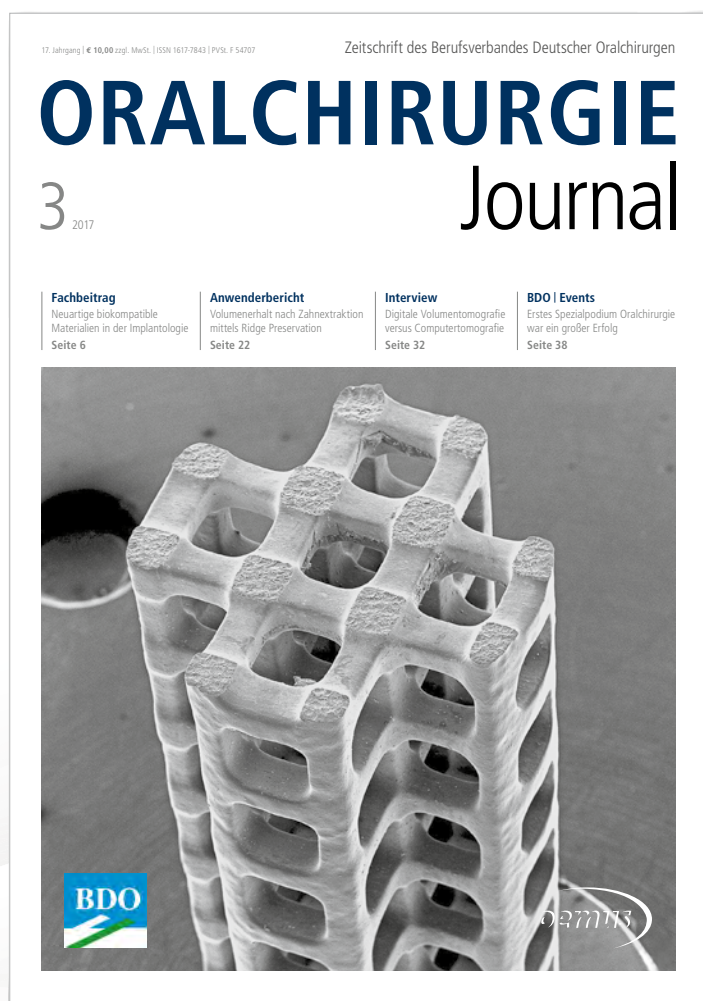 17. Jahrgang | € 10,00 zzgl. MwSt. | ISSN 1617-7843 | PVSt. F 54707
Zeitschrift des Berufsverbandes Deutscher Oralchirurgen
ORALCHIRURGIE
Journal
3 2017
Fachbeitrag
Neuartige biokompatible
Materialien in der Implantologie
Seite 6
Anwenderbericht
Volumenerhalt nach Zahnextraktion
mittels Ridge Preservation
Seite 22
Interview
Digitale Volumentomografie
versus Computertomografie
Seite 32
BDO | Events
Erstes Spezialpodium Oralchirurgie
war ein großer Erfolg
Seite 38
BDO
oemus